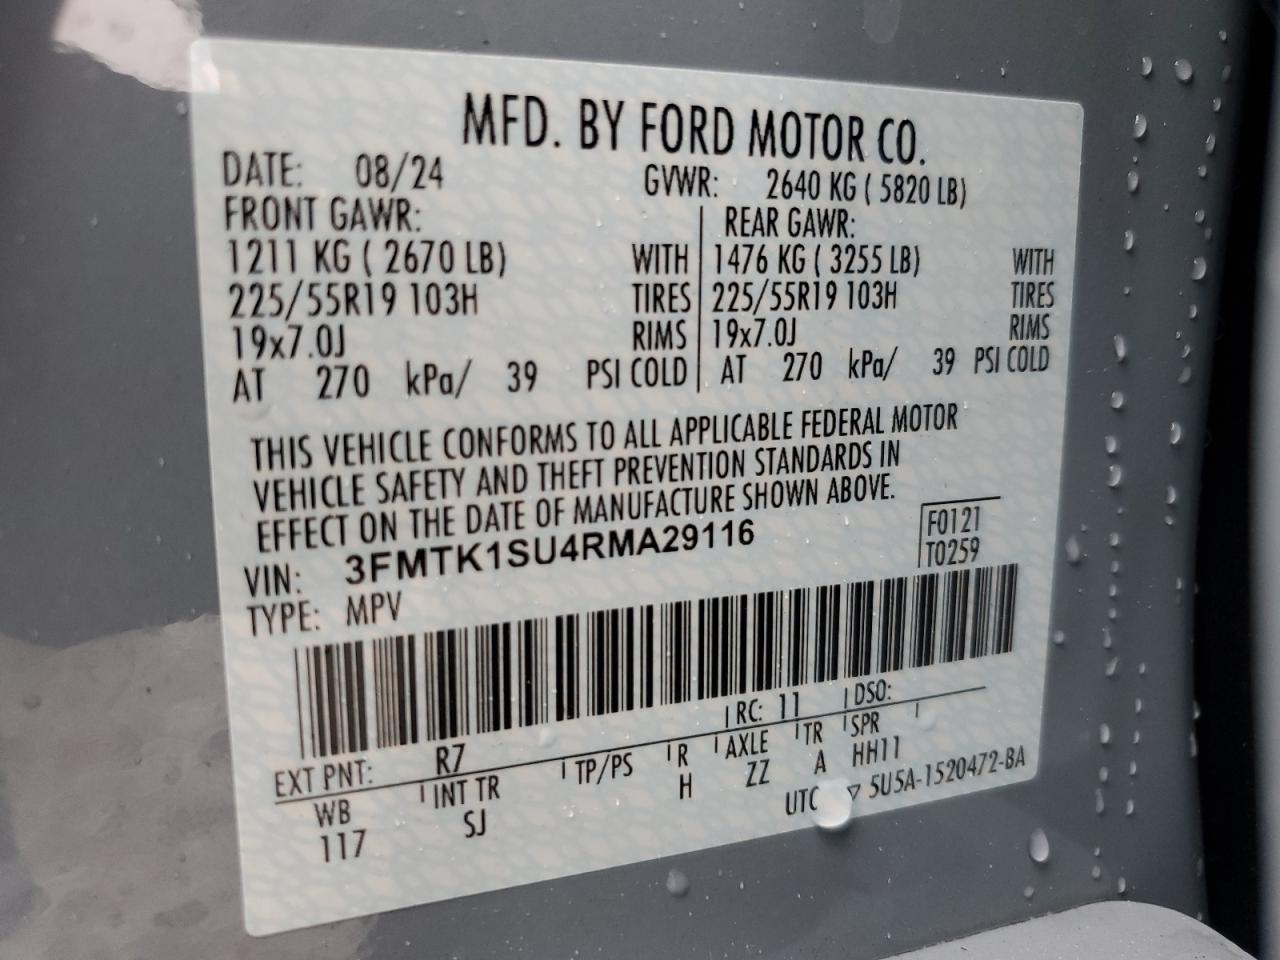 MFD. BY FORD MOTOR CO.
DATE: 08/24 GVWR: 2640 KG ( 5820 LB)
FRONT GAWR: REAR GAWR:
1211 KG ( 2670 LB) WITH 1476 KG ( 3255 LB) WITH
225/55R19 103H TIRES 225/55R19 103H TIRES
19x7.0J RIMS 19x7.0J RIMS
AT 270 kPa/ 39 PSI COLD AT 270 kPa/ 39 PSI COLD
THIS VEHICLE CONFORMS TO ALL APPLICABLE FEDERAL MOTOR
VEHICLE SAFETY AND THEFT PREVENTION STANDARDS IN
EFFECT ON THE DATE OF MANUFACTURE SHOWN ABOVE.
VIN: 3FMTK1SU4RMA29116 F0121
TYPE: MPV T0259
EXT PNT: R7 RC: 11 DSO:
WB INT TR TP/PS R AXLE TR SPR
117 SJ H ZZ A HH11
UTC ▽ 5U5A-1520472-BA